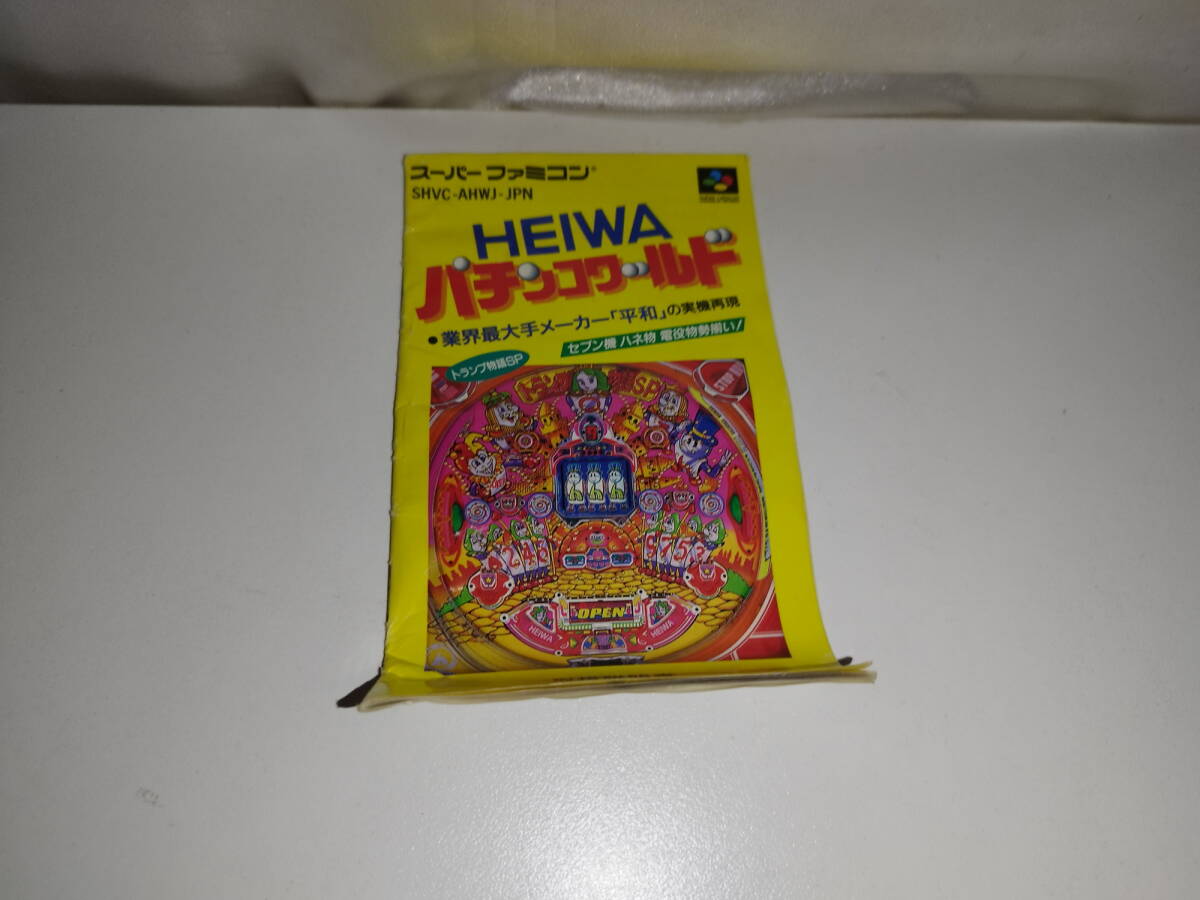 スーパーファミコン
SHVC-AHWJ-JPN
HEIWA
パチンコワールド
・業界最大手メーカー「平和」の実機再現
セブン機 ハネ物 電役物勢揃い!
トランプ物語SP
STOP
OPEN
HEIWA
HEIWA